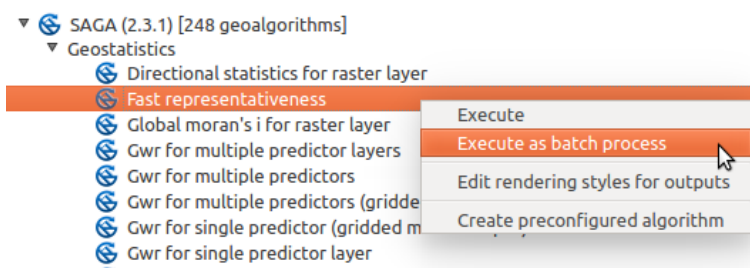 SAGA (2.3.1) [248 geoalgorithms]
Geostatistics
Directional statistics for raster layer
Fast representativeness
Global moran's i for raster layer
Gwr for multiple predictor layers
Gwr for multiple predictors
Gwr for multiple predictors (gridde
Gwr for single predictor (gridded m
Gwr for single predictor layer
Execute
Execute as batch process
Edit rendering styles for outputs
Create preconfigured algorithm